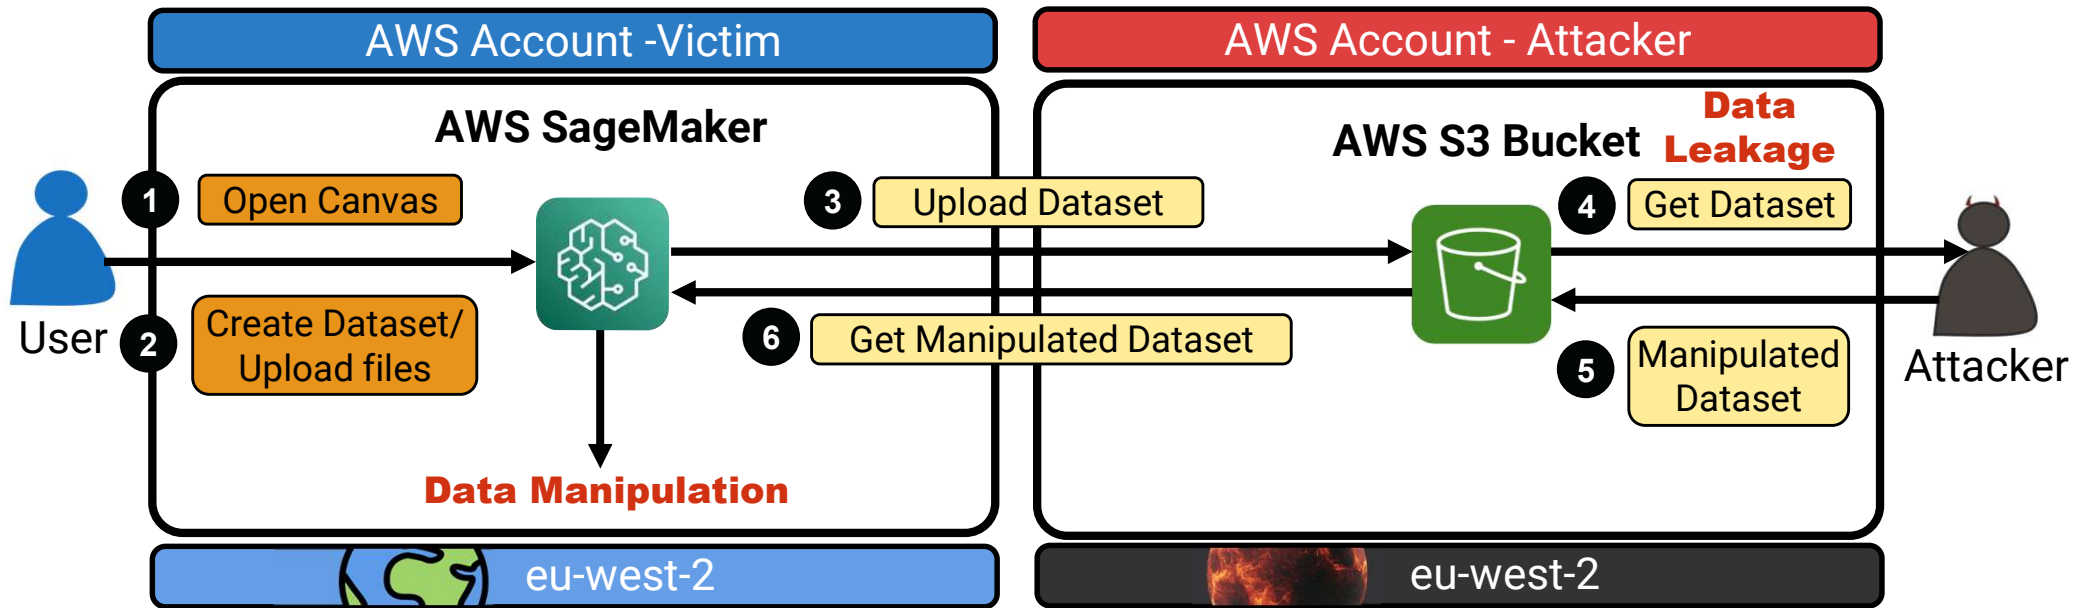 AWS Account -Victim
AWS Account - Attacker
AWS SageMaker
AWS S3 Bucket
Data
Leakage
1
Open Canvas
3
Upload Dataset
4
Get Dataset
User
2
Create Dataset/
Upload files
6
Get Manipulated Dataset
5
Manipulated
Dataset
Attacker
Data Manipulation
eu-west-2
eu-west-2